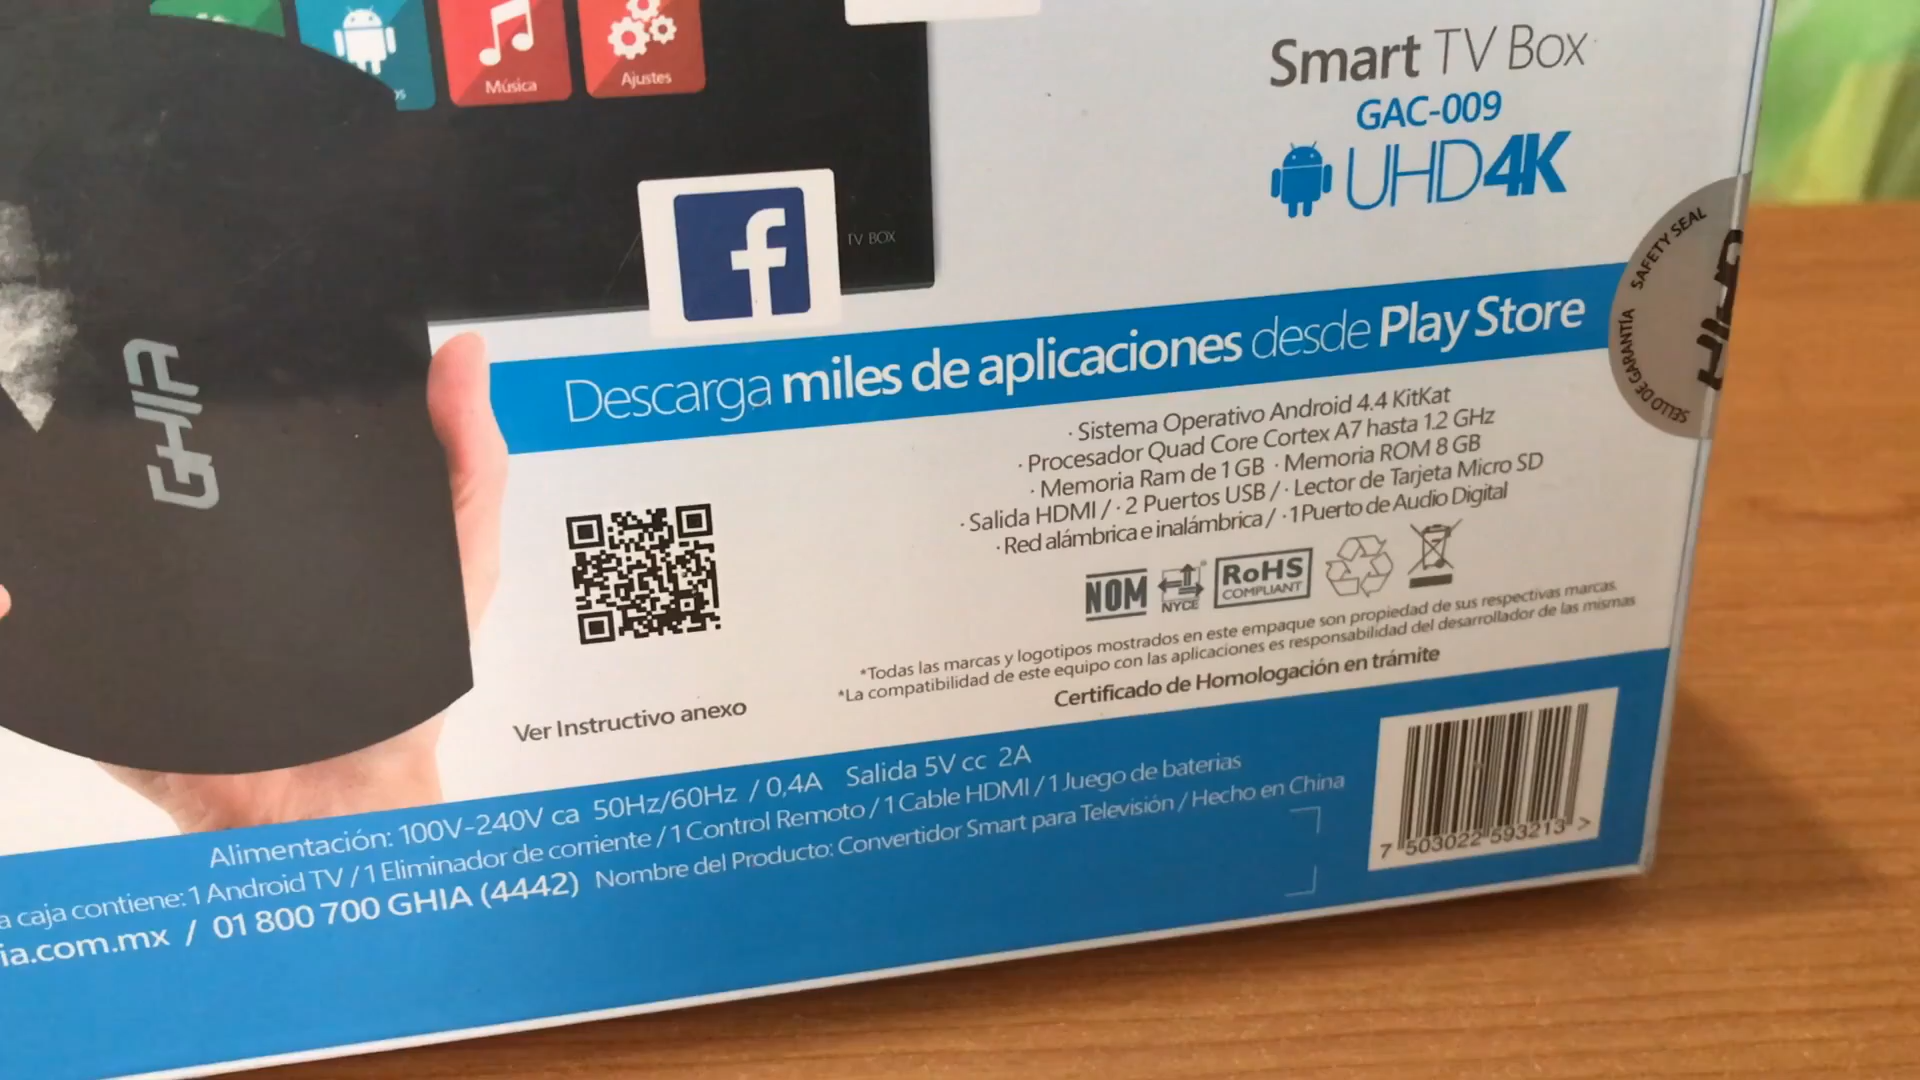 Música
Ajustes
Smart TV Box
GAC-009
UHD4K
TV BOX
SAFETY SEAL
SELLO DE GARANTÍA
GHIA
GHIA
Descarga miles de aplicaciones desde Play Store
· Sistema Operativo Android 4.4 KitKat
· Procesador Quad Core Cortex A7 hasta 1.2 GHz
· Memoria Ram de 1 GB · Memoria ROM 8 GB
· Salida HDMI / · 2 Puertos USB / · Lector de Tarjeta Micro SD
· Red alámbrica e inalámbrica / · 1 Puerto de Audio Digital
NOM
NYCE
RoHS
COMPLIANT
*Todas las marcas y logotipos mostrados en este empaque son propiedad de sus respectivas marcas.
*La compatibilidad de este equipo con las aplicaciones es responsabilidad del desarrollador de las mismas
Certificado de Homologación en trámite
Ver Instructivo anexo
Alimentación: 100V-240V ca 50Hz/60Hz / 0,4A Salida 5V cc 2A
a caja contiene: 1 Android TV / 1 Eliminador de corriente / 1 Control Remoto / 1 Cable HDMI / 1 Juego de baterias
ia.com.mx / 01 800 700 GHIA (4442) Nombre del Producto: Convertidor Smart para Televisión / Hecho en China
7 503022 593213 >